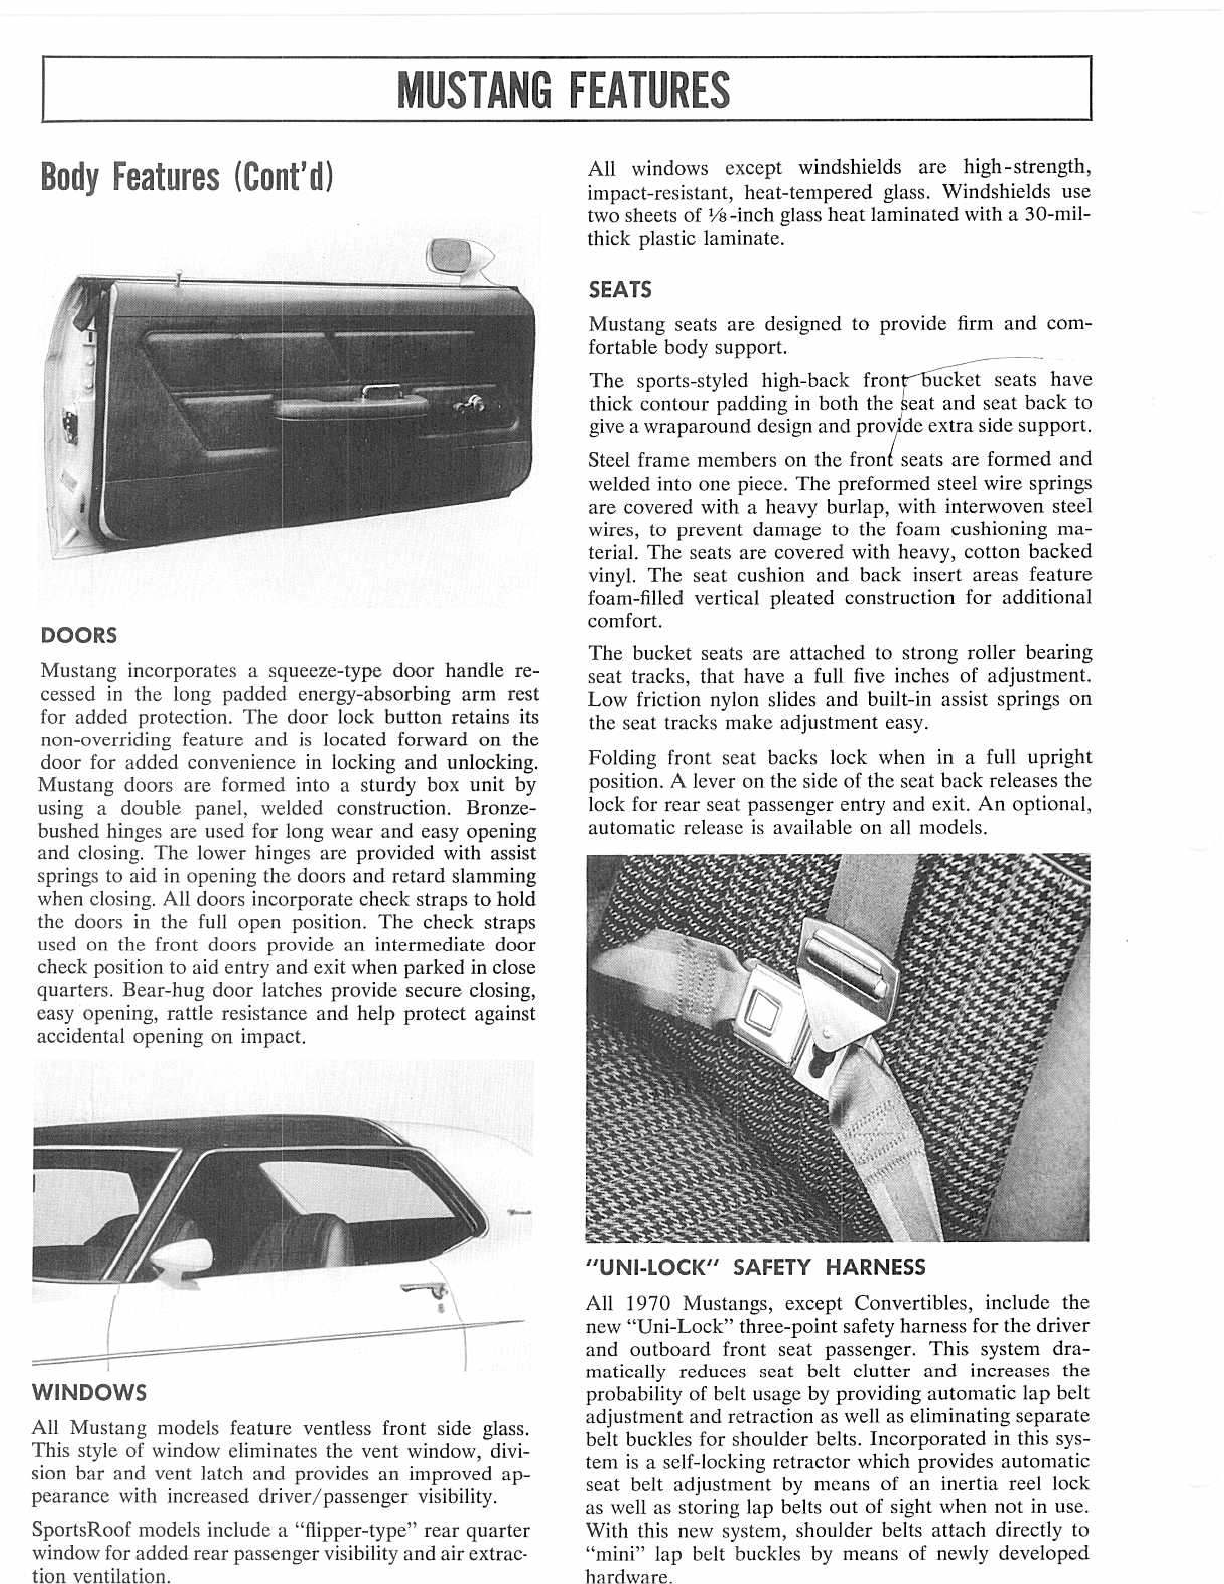 MUSTANG FEATURES
Body Features (Cont'd)
DOORS
Mustang incorporates a squeeze-type door handle re-
cessed in the long padded energy-absorbing arm rest
for added protection. The door lock button retains its
non-overriding feature and is located forward on the
door for added convenience in locking and unlocking.
Mustang doors are formed into a sturdy box unit by
using a double panel, welded construction. Bronze-
bushed hinges are used for long wear and easy opening
and closing. The lower hinges are provided with assist
springs to aid in opening the doors and retard slamming
when closing. All doors incorporate check straps to hold
the doors in the full open position. The check straps
used on the front doors provide an intermediate door
check position to aid entry and exit when parked in close
quarters. Bear-hug door latches provide secure closing,
easy opening, rattle resistance and help protect against
accidental opening on impact.
WINDOWS
All Mustang models feature ventless front side glass.
This style of window eliminates the vent window, divi-
sion bar and vent latch and provides an improved ap-
pearance with increased driver/passenger visibility.
SportsRoof models include a “flipper-type” rear quarter
window for added rear passenger visibility and air extrac-
tion ventilation.
All windows except windshields are high-strength,
impact-resistant, heat-tempered glass. Windshields use
two sheets of ⅛-inch glass heat laminated with a 30-mil-
thick plastic laminate.
SEATS
Mustang seats are designed to provide firm and com-
fortable body support.
The sports-styled high-back front bucket seats have
thick contour padding in both the seat and seat back to
give a wraparound design and provide extra side support.
Steel frame members on the front seats are formed and
welded into one piece. The preformed steel wire springs
are covered with a heavy burlap, with interwoven steel
wires, to prevent damage to the foam cushioning ma-
terial. The seats are covered with heavy, cotton backed
vinyl. The seat cushion and back insert areas feature
foam-filled vertical pleated construction for additional
comfort.
The bucket seats are attached to strong roller bearing
seat tracks, that have a full five inches of adjustment.
Low friction nylon slides and built-in assist springs on
the seat tracks make adjustment easy.
Folding front seat backs lock when in a full upright
position. A lever on the side of the seat back releases the
lock for rear seat passenger entry and exit. An optional,
automatic release is available on all models.
"UNI-LOCK" SAFETY HARNESS
All 1970 Mustangs, except Convertibles, include the
new “Uni-Lock” three-point safety harness for the driver
and outboard front seat passenger. This system dra-
matically reduces seat belt clutter and increases the
probability of belt usage by providing automatic lap belt
adjustment and retraction as well as eliminating separate
belt buckles for shoulder belts. Incorporated in this sys-
tem is a self-locking retractor which provides automatic
seat belt adjustment by means of an inertia reel lock
as well as storing lap belts out of sight when not in use.
With this new system, shoulder belts attach directly to
“mini” lap belt buckles by means of newly developed
hardware.